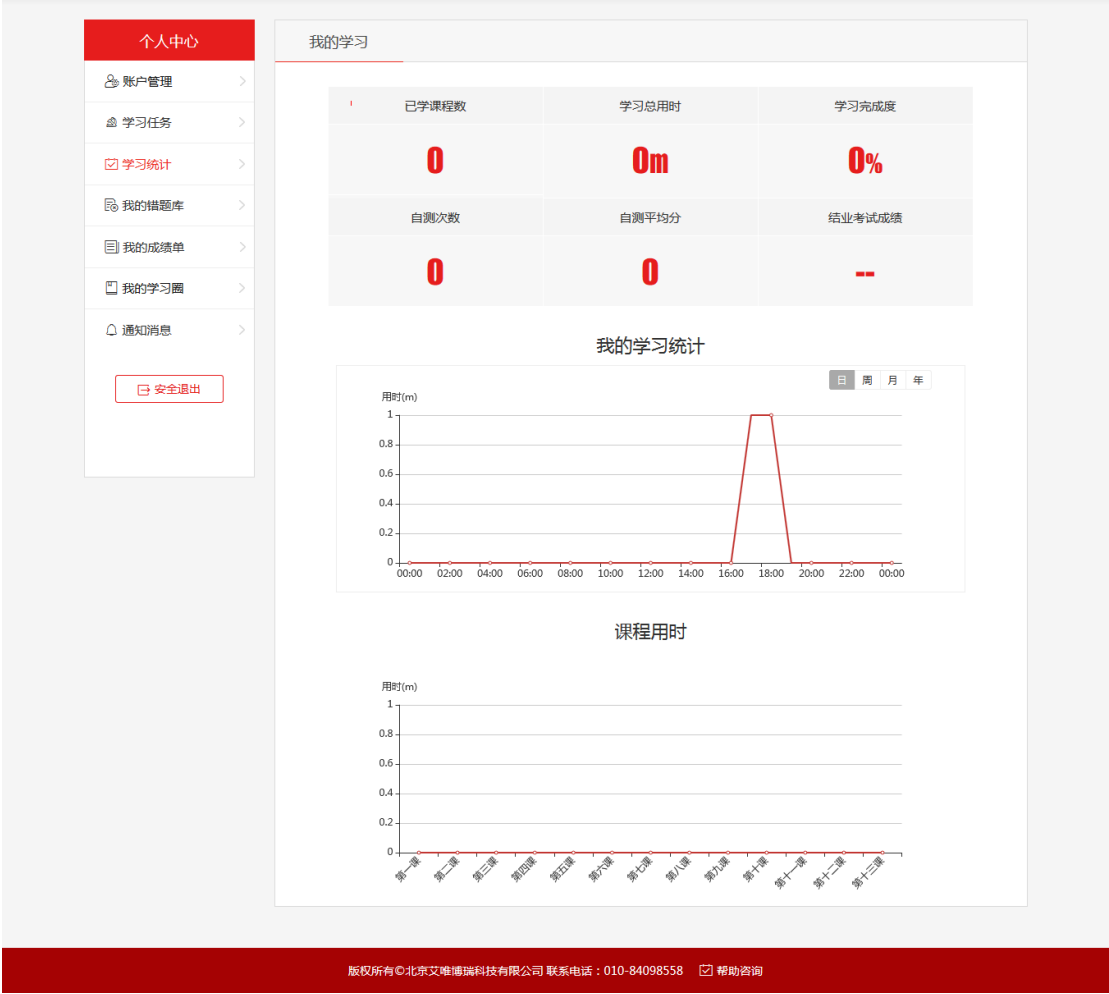 个人中心
账户管理
学习任务
学习统计
我的错题库
我的成绩单
我的学习圈
通知消息
安全退出
我的学习
已学课程数 学习总用时 学习完成度
0 0m 0%
自测次数 自测平均分 结业考试成绩
0 0 --
我的学习统计
日 周 月 年
用时(m)
1
0.8
0.6
0.4
0.2
0
00:00 02:00 04:00 06:00 08:00 10:00 12:00 14:00 16:00 18:00 20:00 22:00 00:00
课程用时
用时(m)
1
0.8
0.6
0.4
0.2
0
第一课 第二课 第三课 第四课 第五课 第六课 第七课 第八课 第九课 第十课 第十一课 第十二课 第十三课
版权所有©北京艾唯博瑞科技有限公司 联系电话：010-84098558 帮助咨询